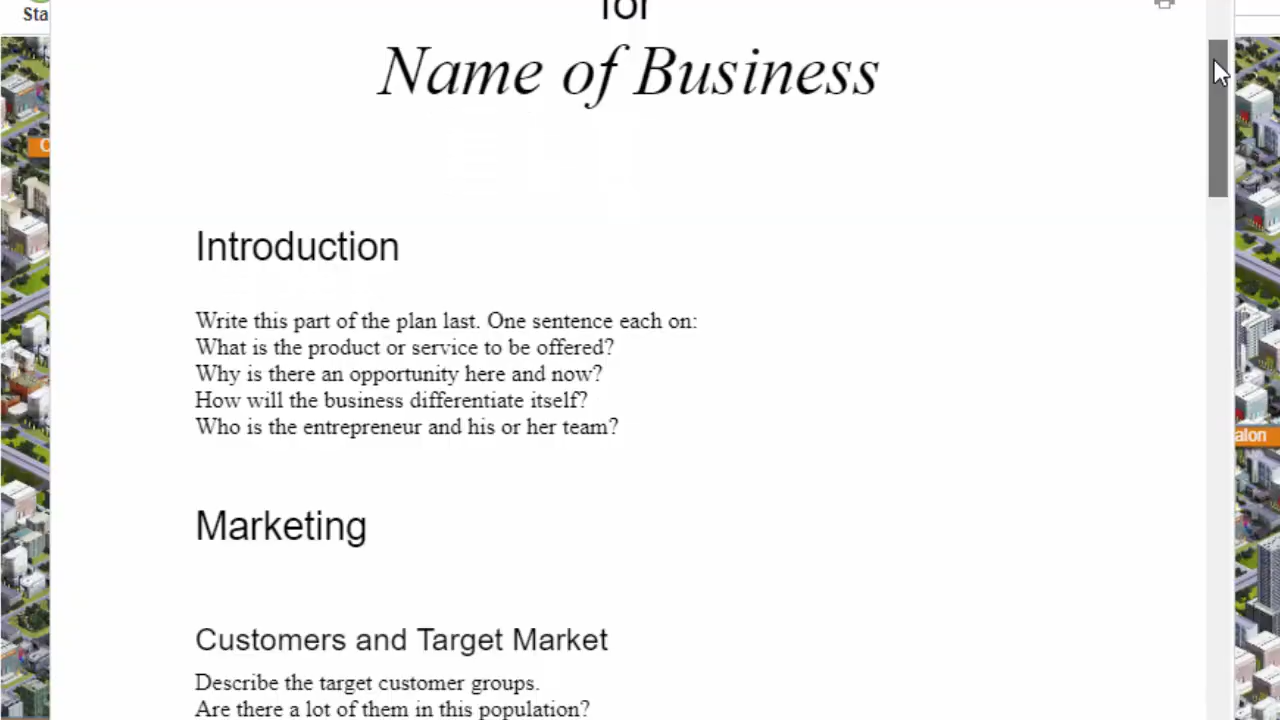 Sta
for
Name of Business
Introduction
Write this part of the plan last. One sentence each on:
What is the product or service to be offered?
Why is there an opportunity here and now?
How will the business differentiate itself?
Who is the entrepreneur and his or her team?
alon
Marketing
Customers and Target Market
Describe the target customer groups.
Are there a lot of them in this population?